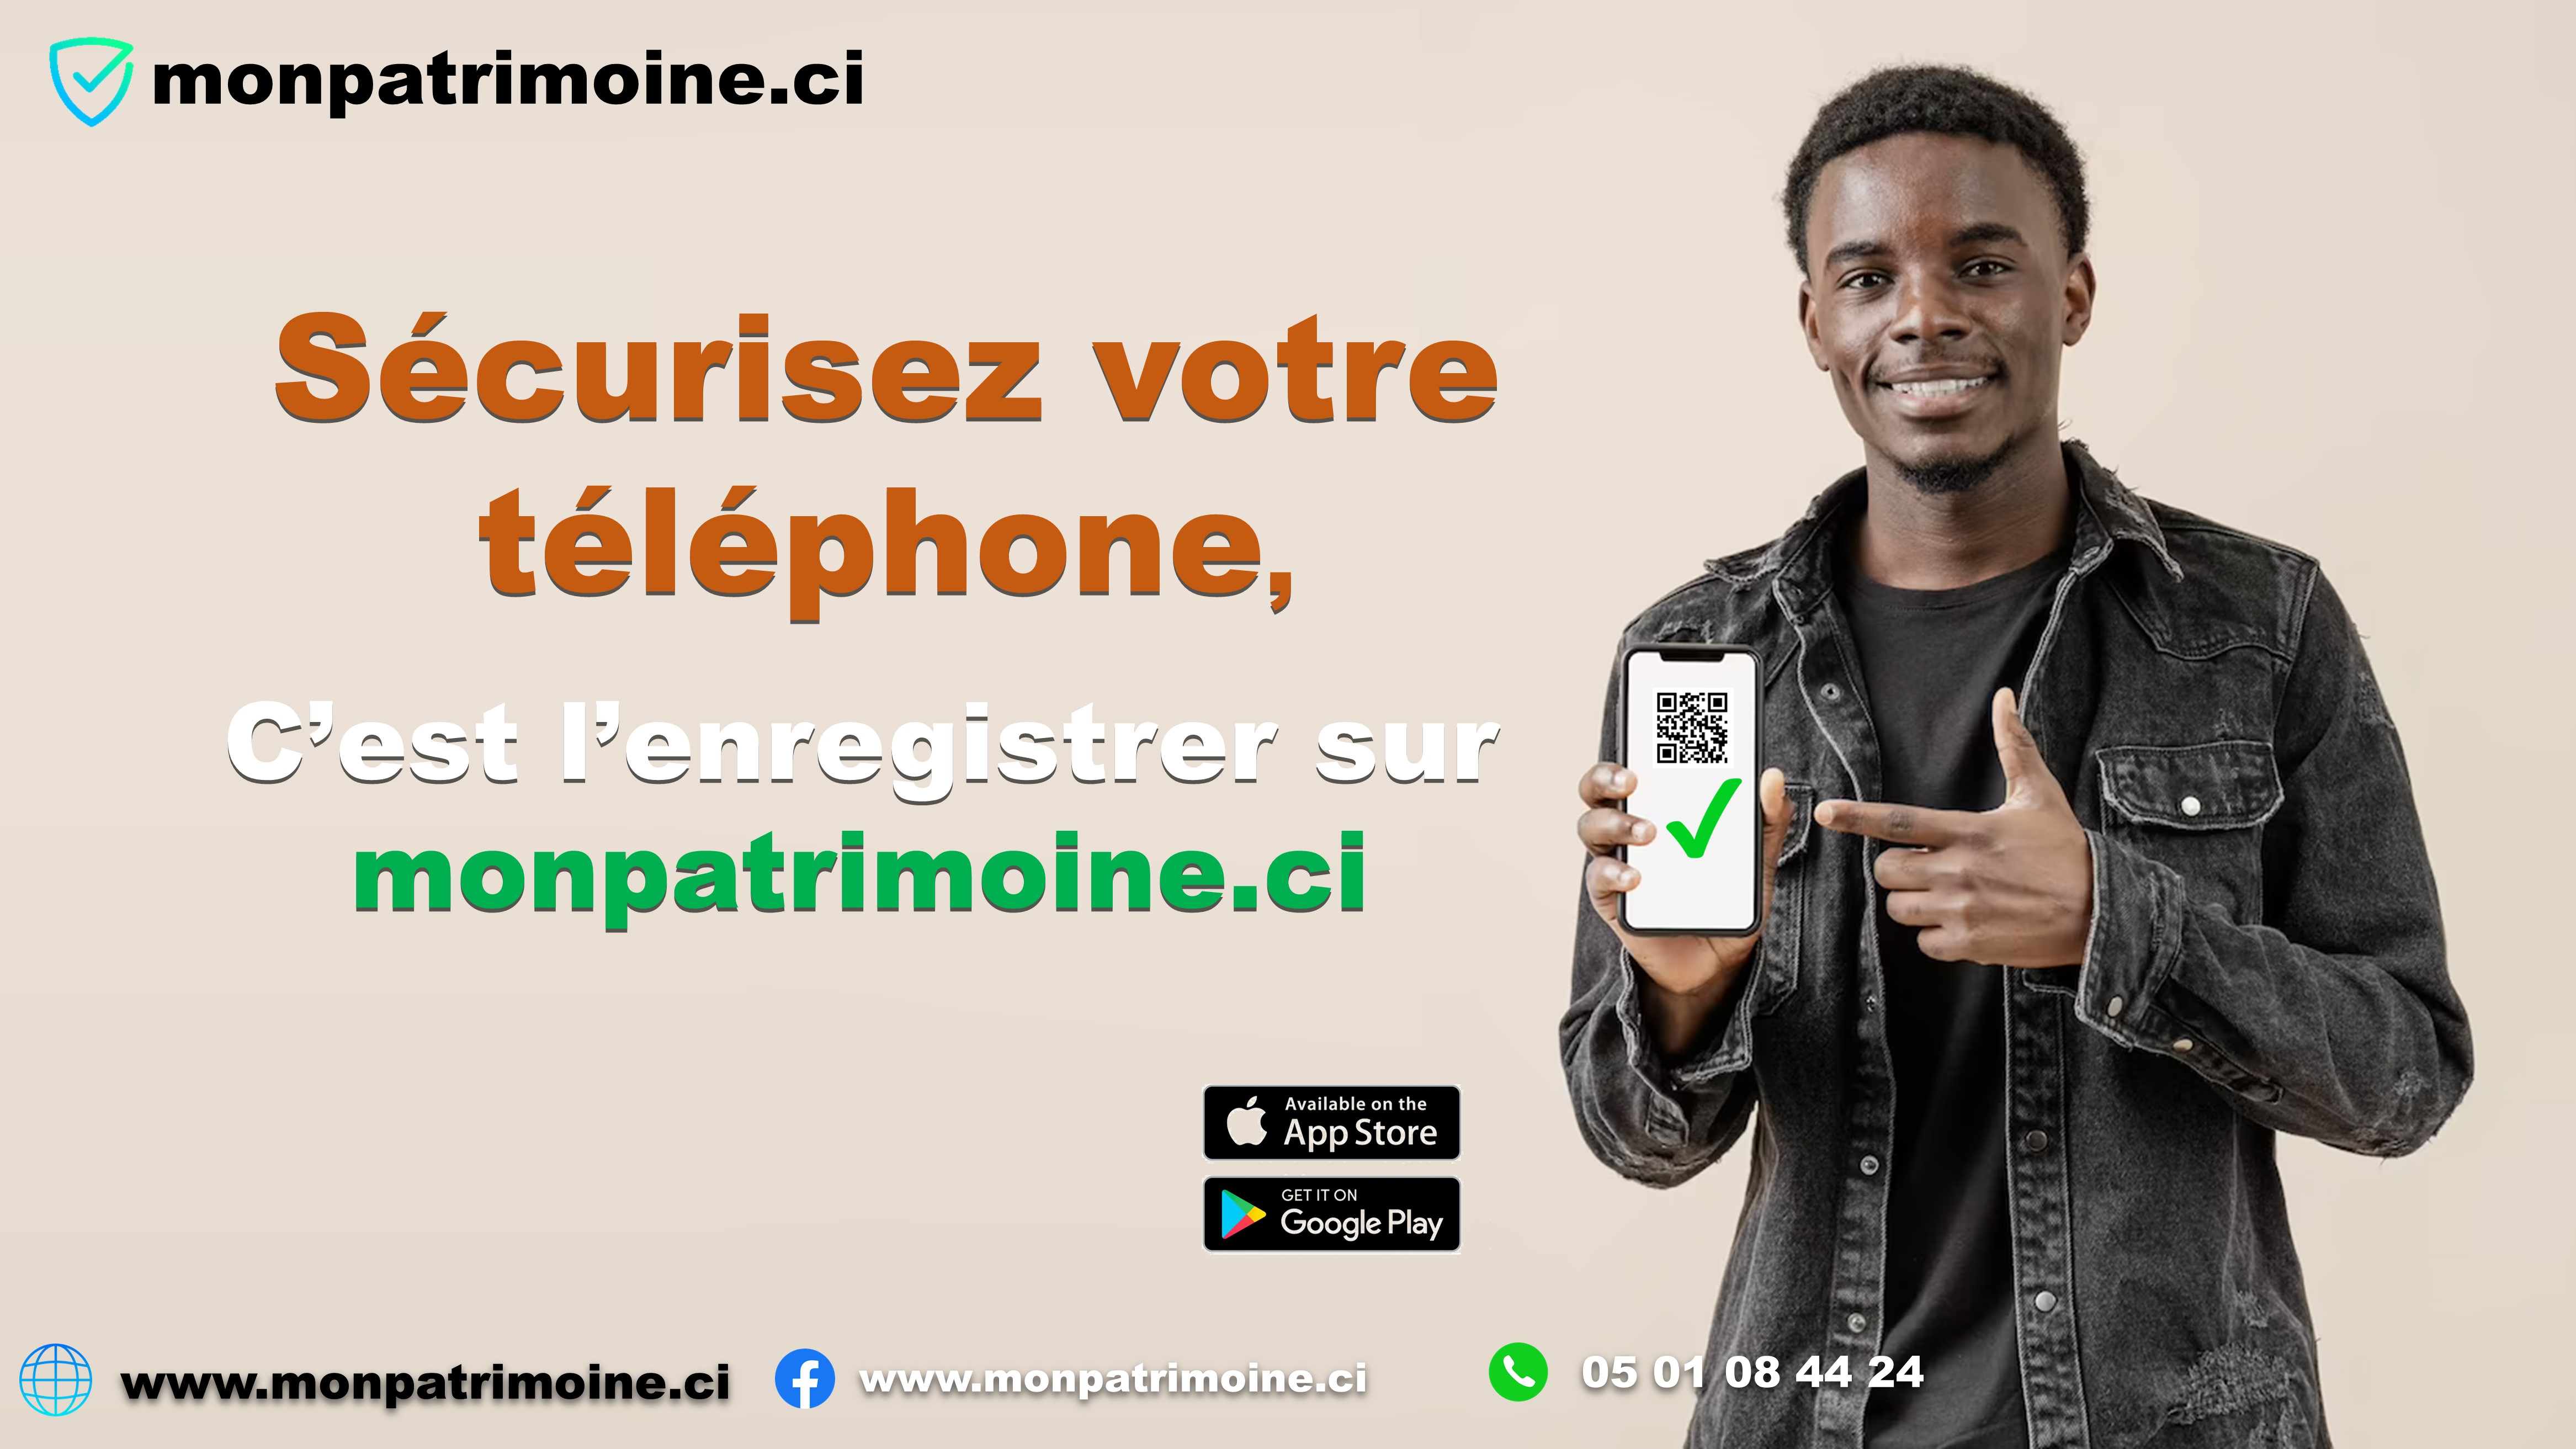 monpatrimoine.ci
Sécurisez votre
téléphone,
C’est l’enregistrer sur
monpatrimoine.ci
Available on the
App Store
GET IT ON
Google Play
www.monpatrimoine.ci
www.monpatrimoine.ci
05 01 08 44 24